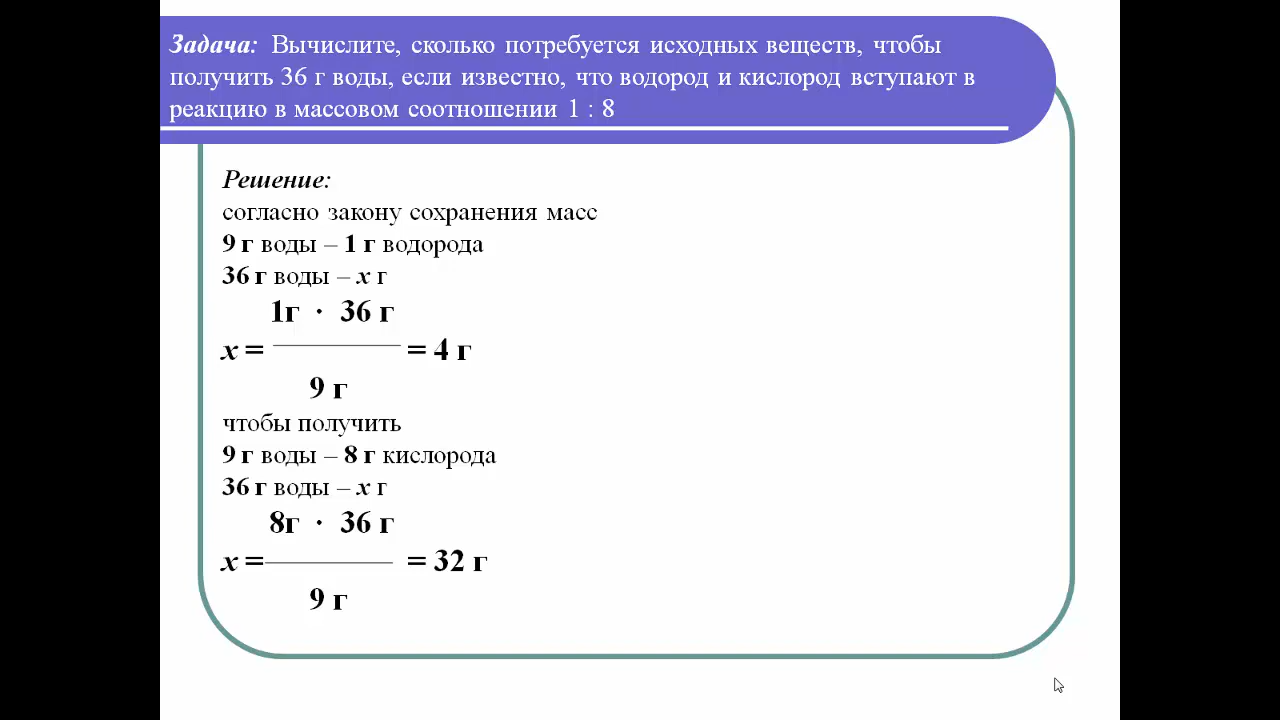 Задача: Вычислите, сколько потребуется исходных веществ, чтобы
получить 36 г воды, если известно, что водород и кислород вступают в
реакцию в массовом соотношении 1 : 8
Решение:
согласно закону сохранения масс
9 г воды – 1 г водорода
36 г воды – х г
1г · 36 г
х = = 4 г
9 г
чтобы получить
9 г воды – 8 г кислорода
36 г воды – х г
8г · 36 г
х = = 32 г
9 г